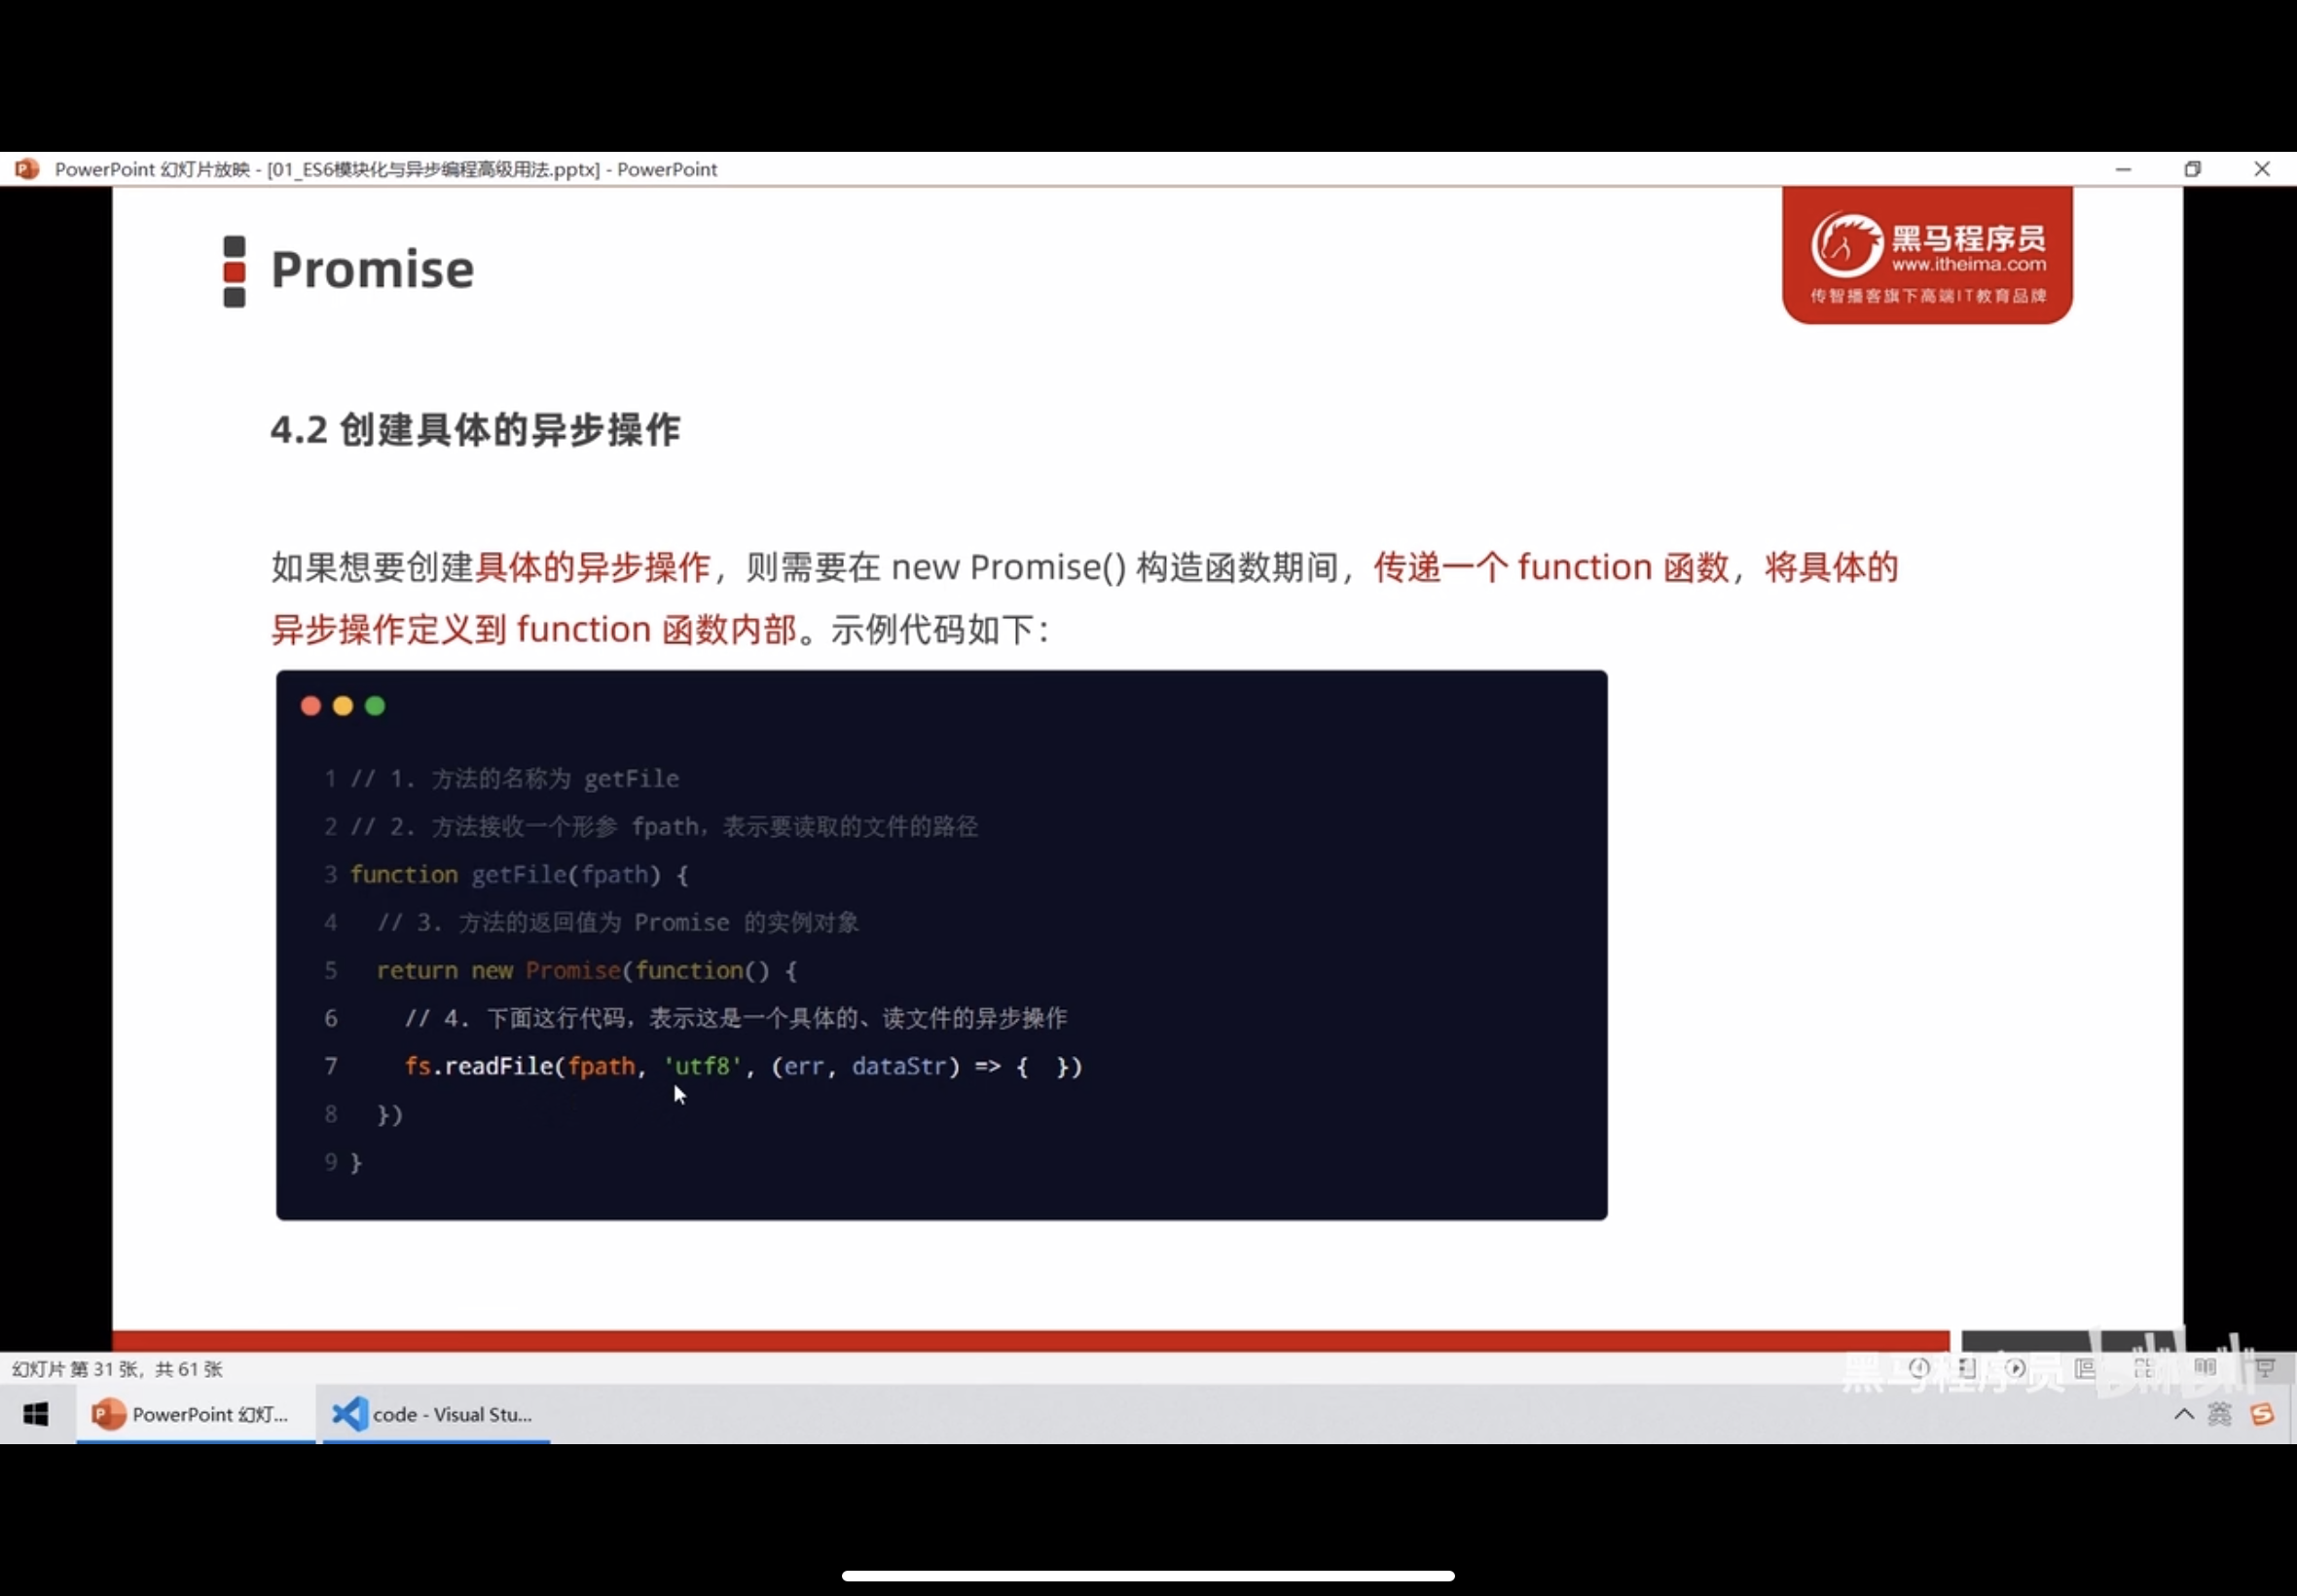 PowerPoint 幻灯片放映 - [01_ES6模块化与异步编程高级用法.pptx] - PowerPoint
Promise
黑马程序员
www.itheima.com
传智播客旗下高端IT教育品牌
4.2 创建具体的异步操作
如果想要创建具体的异步操作，则需要在 new Promise() 构造函数期间，传递一个 function 函数，将具体的
异步操作定义到 function 函数内部。示例代码如下：
1 // 1. 方法的名称为 getFile
2 // 2. 方法接收一个形参 fpath，表示要读取的文件的路径
3 function getFile(fpath) {
4 // 3. 方法的返回值为 Promise 的实例对象
5 return new Promise(function() {
6 // 4. 下面这行代码，表示这是一个具体的、读文件的异步操作
7 fs.readFile(fpath, 'utf8', (err, dataStr) => { })
8 })
9 }
幻灯片 第 31 张，共 61 张
黑马程序员 bilibili
PowerPoint 幻灯...
code - Visual Stu...
英